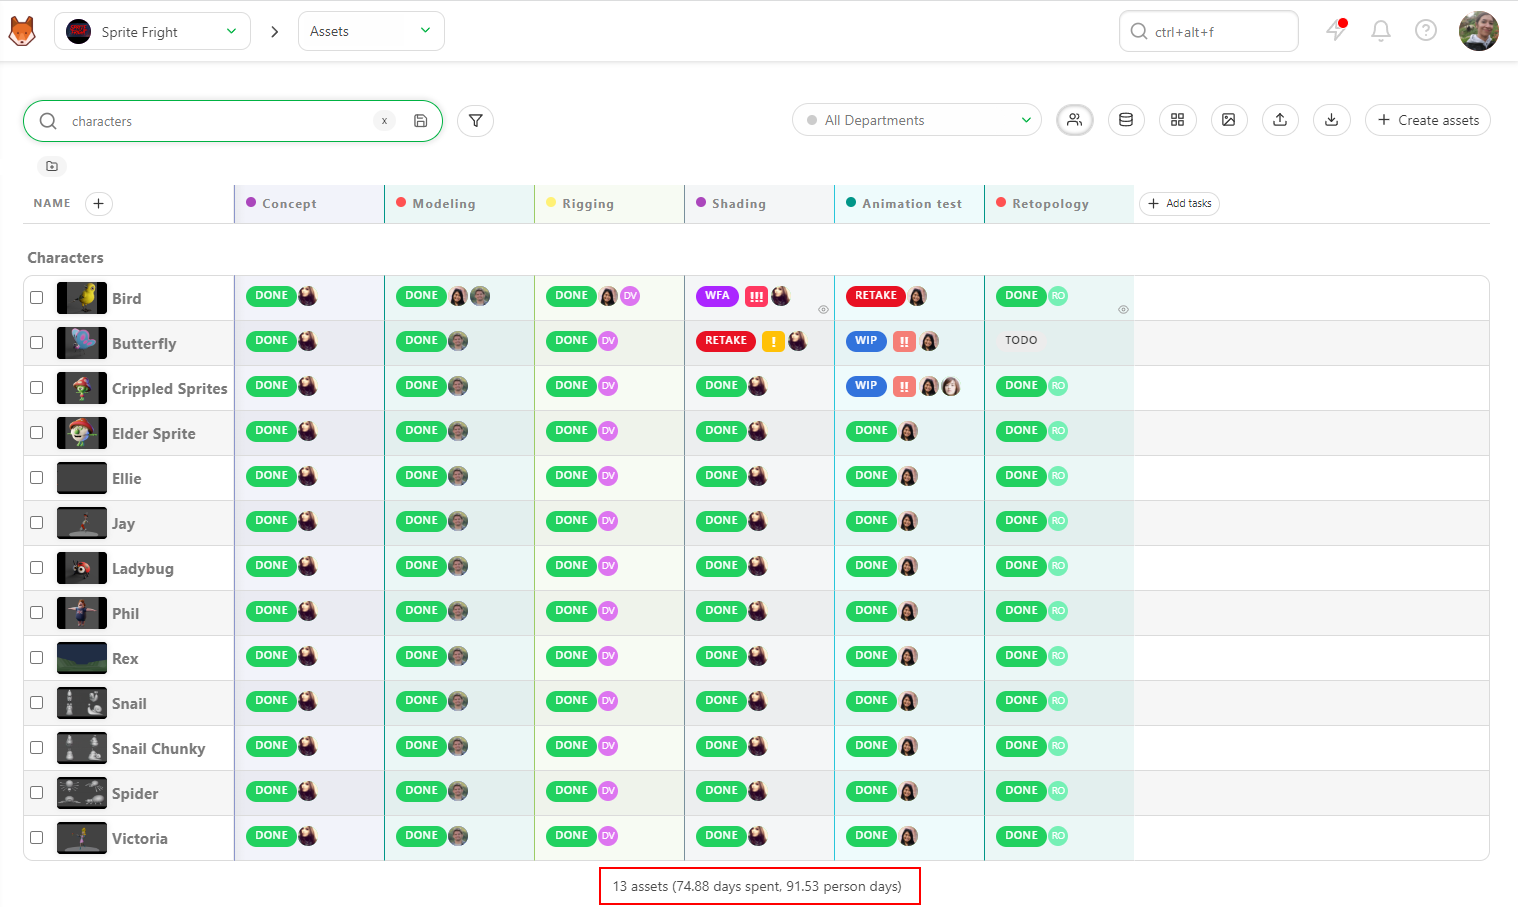 Sprite Fright
Assets
ctrl+alt+f
characters
x
All Departments
Create assets
NAME
Concept
Modeling
Rigging
Shading
Animation test
Retopology
Add tasks
Characters
Bird DONE DONE DONE DV WFA !!! RETAKE DONE RO
Butterfly DONE DONE DONE DV RETAKE ! WIP !! TODO
Crippled Sprites DONE DONE DONE DV DONE WIP !! DONE RO
Elder Sprite DONE DONE DONE DV DONE DONE DONE RO
Ellie DONE DONE DONE DV DONE DONE DONE RO
Jay DONE DONE DONE DV DONE DONE DONE RO
Ladybug DONE DONE DONE DV DONE DONE DONE RO
Phil DONE DONE DONE DV DONE DONE DONE RO
Rex DONE DONE DONE DV DONE DONE DONE RO
Snail DONE DONE DONE DV DONE DONE DONE RO
Snail Chunky DONE DONE DONE DV DONE DONE DONE RO
Spider DONE DONE DONE DV DONE DONE DONE RO
Victoria DONE DONE DONE DV DONE DONE DONE RO
13 assets (74.88 days spent, 91.53 person days)